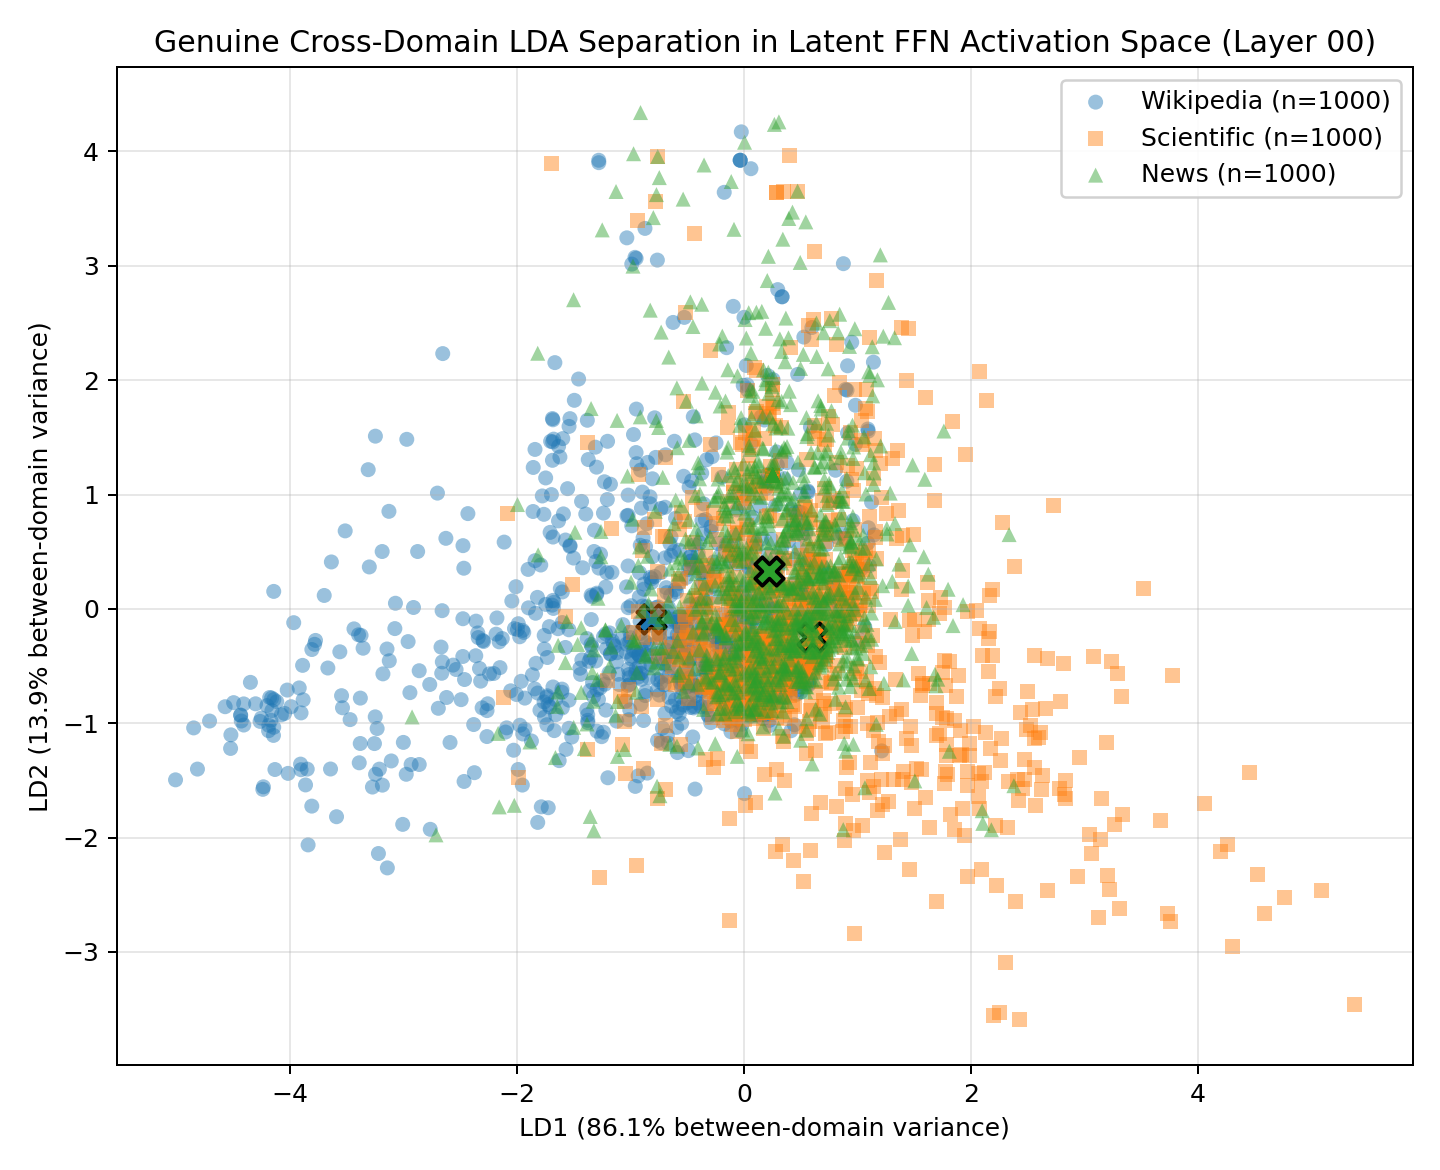 Genuine Cross-Domain LDA Separation in Latent FFN Activation Space (Layer 00)
Wikipedia (n=1000)
Scientific (n=1000)
News (n=1000)
LD2 (13.9% between-domain variance)
4
3
2
1
0
−1
−2
−3
−4
−2
0
2
4
LD1 (86.1% between-domain variance)